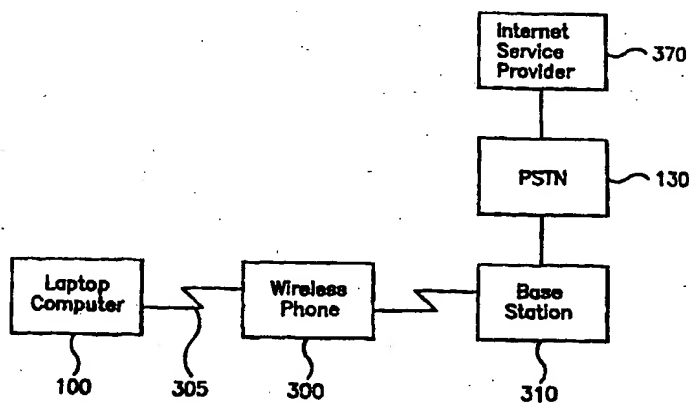 Internet
Service
Provider
370
PSTN
130
Laptop
Computer
Wireless
Phone
Base
Station
100
305
300
310